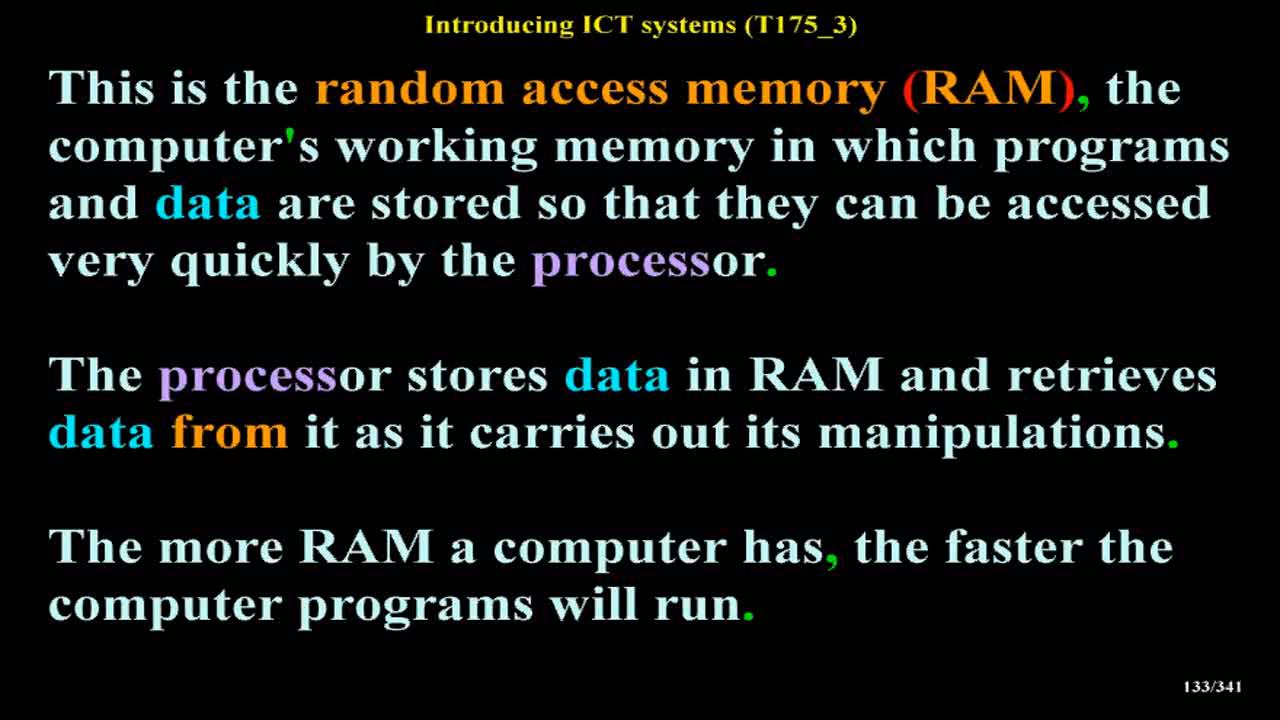 Introducing ICT systems (T175_3)
This is the random access memory (RAM), the
computer's working memory in which programs
and data are stored so that they can be accessed
very quickly by the processor.
The processor stores data in RAM and retrieves
data from it as it carries out its manipulations.
The more RAM a computer has, the faster the
computer programs will run.
133/341